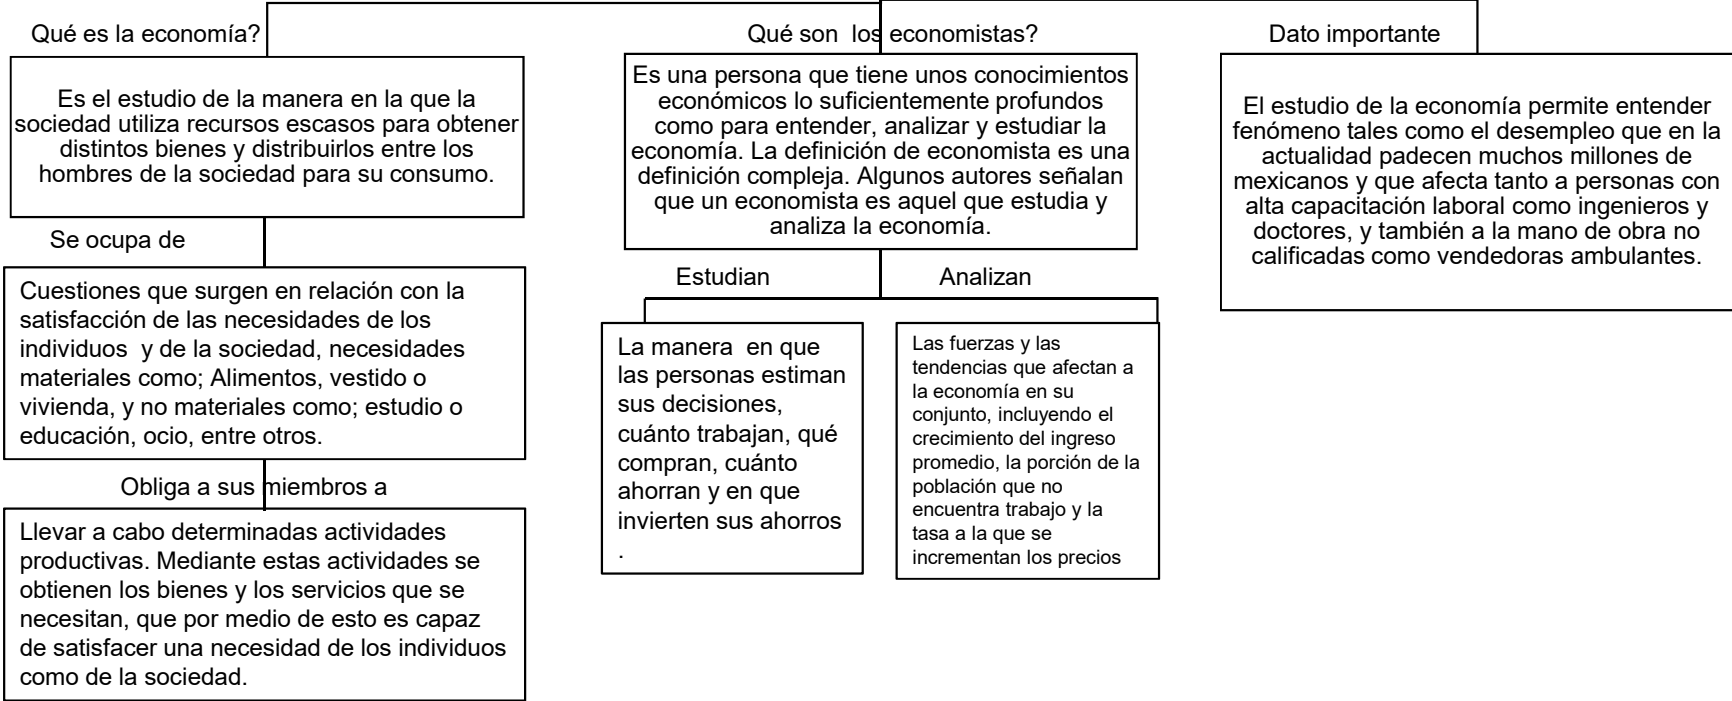 Qué es la economía?
Es el estudio de la manera en la que la
sociedad utiliza recursos escasos para obtener
distintos bienes y distribuirlos entre los
hombres de la sociedad para su consumo.
Se ocupa de
Cuestiones que surgen en relación con la
satisfacción de las necesidades de los
individuos  y de la sociedad, necesidades
materiales como; Alimentos, vestido o
vivienda, y no materiales como; estudio o
educación, ocio, entre otros.
Obliga a sus miembros a
Llevar a cabo determinadas actividades
productivas. Mediante estas actividades se
obtienen los bienes y los servicios que se
necesitan, que por medio de esto es capaz
de satisfacer una necesidad de los individuos
como de la sociedad.
Qué son  los economistas?
Es una persona que tiene unos conocimientos
económicos lo suficientemente profundos
como para entender, analizar y estudiar la
economía. La definición de economista es una
definición compleja. Algunos autores señalan
que un economista es aquel que estudia y
analiza la economía.
Estudian
La manera  en que
las personas estiman
sus decisiones,
cuánto trabajan, qué
compran, cuánto
ahorran y en que
invierten sus ahorros
.
Analizan
Las fuerzas y las
tendencias que afectan a
la economía en su
conjunto, incluyendo el
crecimiento del ingreso
promedio, la porción de la
población que no
encuentra trabajo y la
tasa a la que se
incrementan los precios
Dato importante
El estudio de la economía permite entender
fenómeno tales como el desempleo que en la
actualidad padecen muchos millones de
mexicanos y que afecta tanto a personas con
alta capacitación laboral como ingenieros y
doctores, y también a la mano de obra no
calificadas como vendedoras ambulantes.